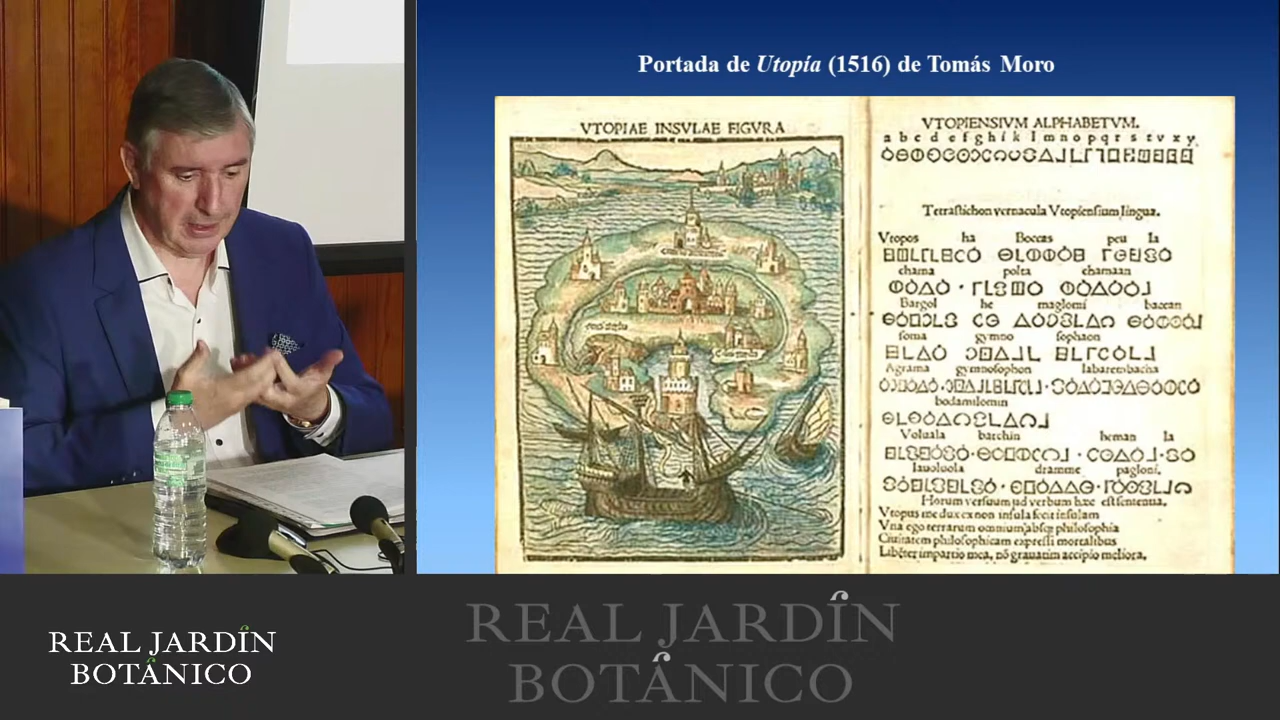 Portada de Utopía (1516) de Tomás Moro
VTOPIAE INSVLAE FIGVRA
VTOPIENSIVM ALPHABETVM.
a b c d e f g h i k l m n o p q r s t v x y
Tetrastichon vernacula Vtopiensium lingua.
Vtopos ha Boccas peu la
chama polta chamaan
Bargol he maglomi baccan
soma gymno sophaon
Agrama gymnosophon labarembacha
bodamilomin
Voluala barchin heman la
lauoluola dramme pagloni.
Horum versuum ad verbum hæc est sententia.
Vtopus me dux ex non insula fecit insulam
Vna ego terrarum omnium absq; philosophia
Ciuitatem philosophicam expressi mortalibus
Libēter impartio mea, nō grauatim accipio meliora.
REAL JARDÍN
BOTÁNICO
REAL JARDÍN
BOTÁNICO